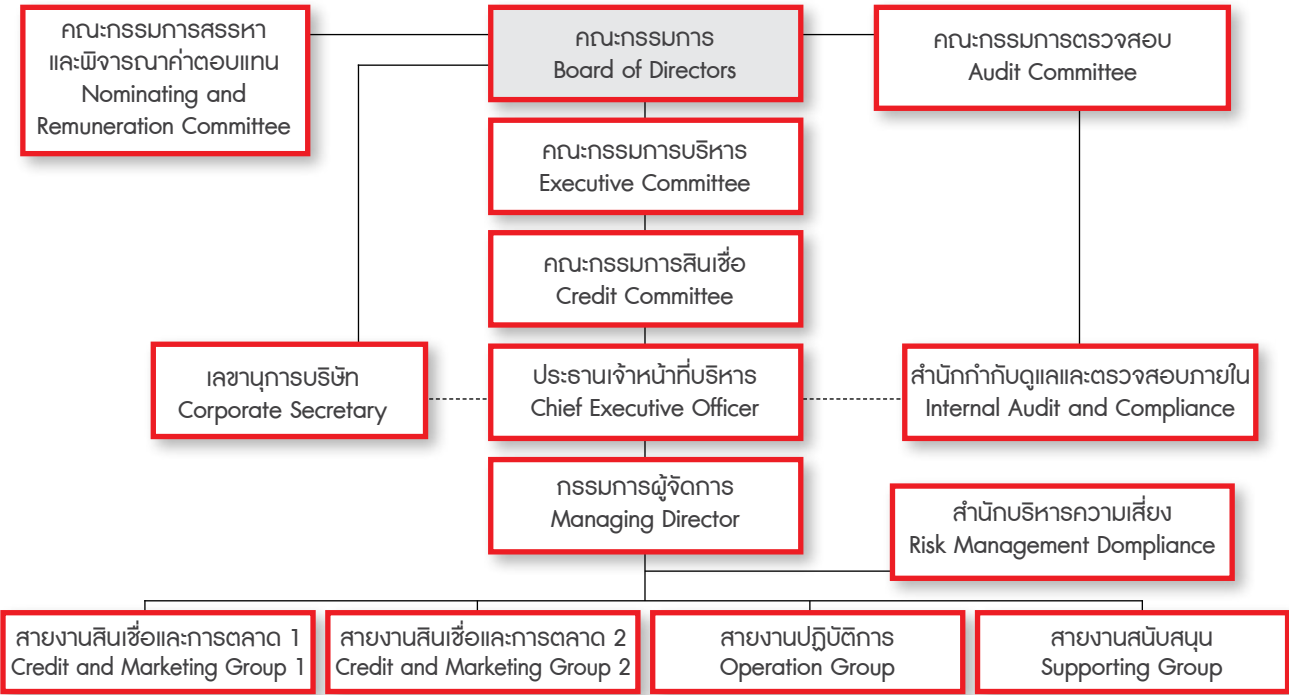 คณะกรรมการสรรหา
และพิจารณาค่าตอบแทน
Nominating and
Remuneration Committee
คณะกรรมการ
Board of Directors
คณะกรรมการตรวจสอบ
Audit Committee
คณะกรรมการบริหาร
Executive Committee
คณะกรรมการสินเชื่อ
Credit Committee
เลขานุการบริษัท
Corporate Secretary
ประธานเจ้าหน้าที่บริหาร
Chief Executive Officer
สำนักกำกับดูแลและตรวจสอบภายใน
Internal Audit and Compliance
กรรมการผู้จัดการ
Managing Director
สำนักบริหารความเสี่ยง
Risk Management Dompliance
สายงานสินเชื่อและการตลาด 1
Credit and Marketing Group 1
สายงานสินเชื่อและการตลาด 2
Credit and Marketing Group 2
สายงานปฏิบัติการ
Operation Group
สายงานสนับสนุน
Supporting Group